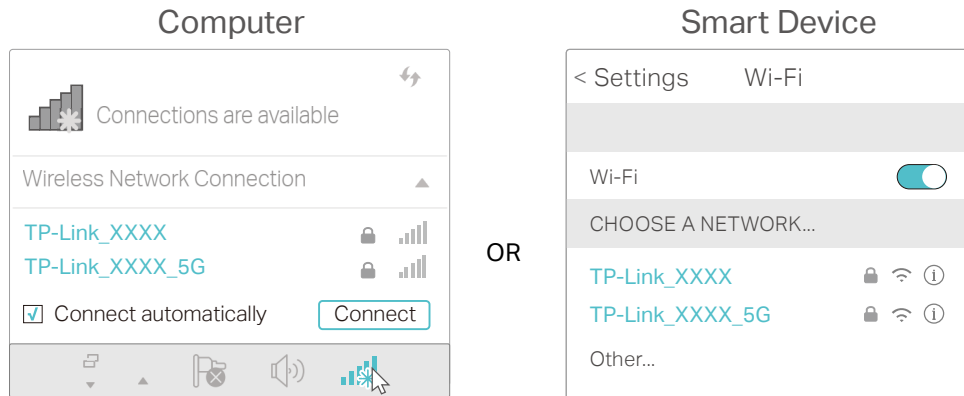 Computer
Connections are available
Wireless Network Connection
TP-Link_XXXX
TP-Link_XXXX_5G
Connect automatically
Connect
OR
Smart Device
< Settings Wi-Fi
Wi-Fi
CHOOSE A NETWORK...
TP-Link_XXXX
TP-Link_XXXX_5G
Other...